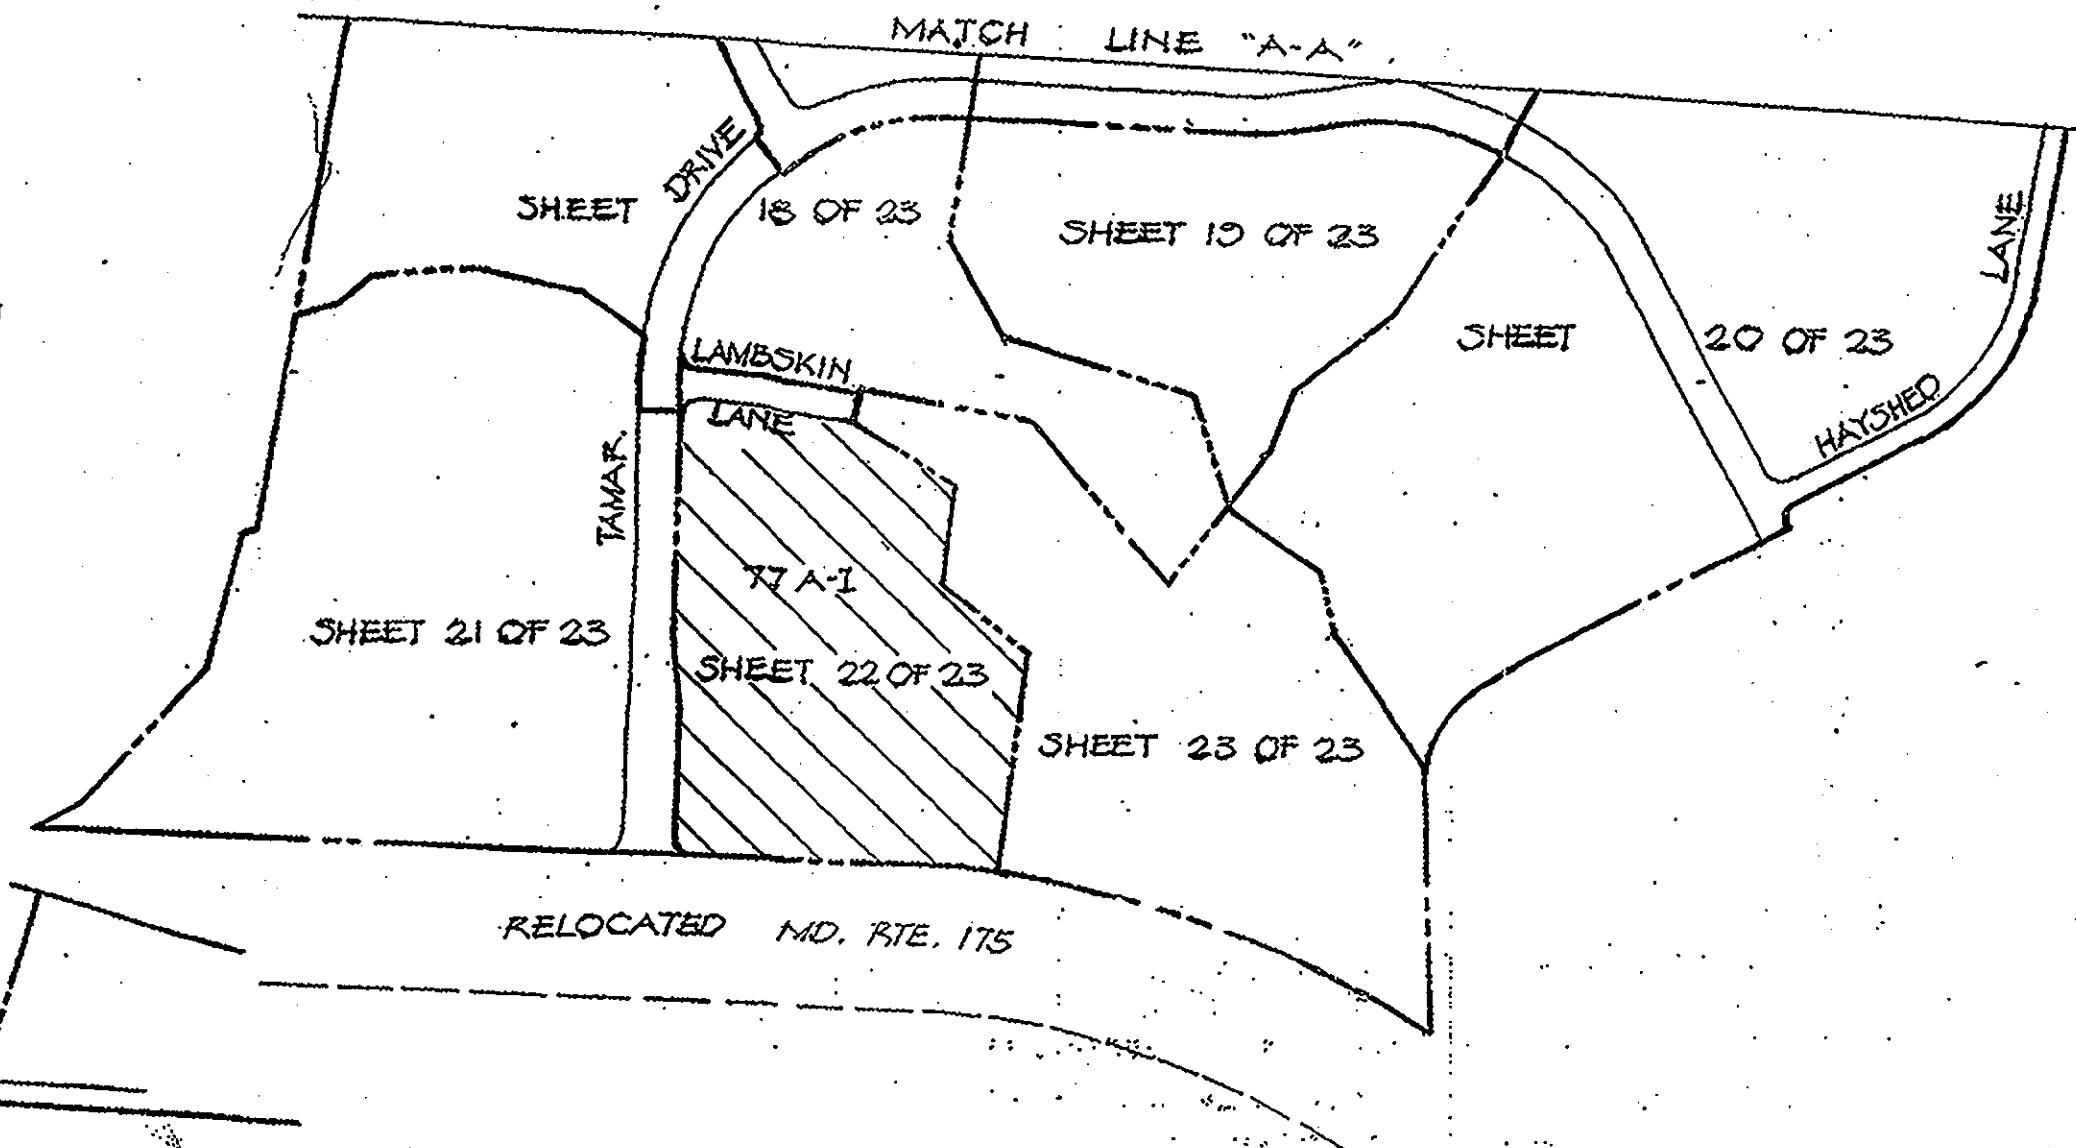 MATCH LINE "A-A"
DRIVE
SHEET 18 OF 23
SHEET 19 OF 23
LANE
SHEET 20 OF 23
LAMBSKIN
LANE
HAYSHED
TAMAR.
77 A-I
SHEET 21 OF 23
SHEET 22 OF 23
SHEET 23 OF 23
RELOCATED MD. RTE. 175